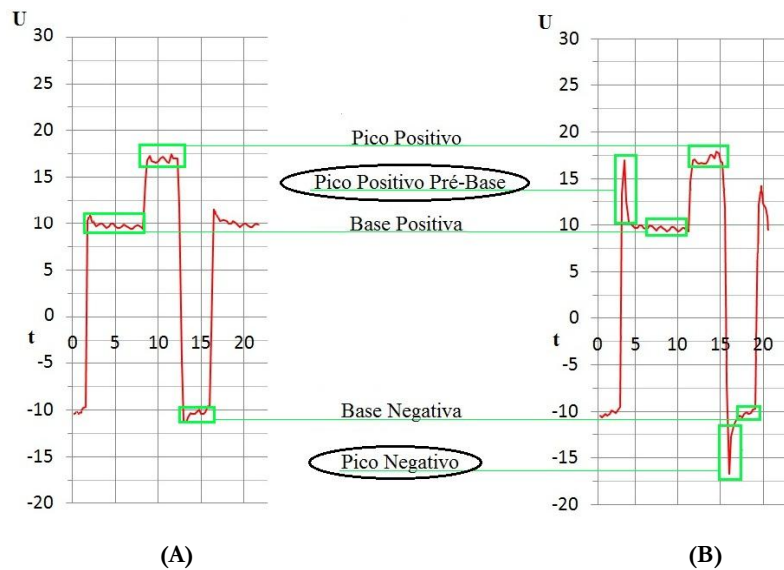 U
30
25
20
15
10
5
0
-5
-10
-15
-20
t
0 5 10 15 20
Pico Positivo
Pico Positivo Pré-Base
Base Positiva
Base Negativa
Pico Negativo
U
30
25
20
15
10
5
0
-5
-10
-15
-20
t
0 5 10 15 20
(A)
(B)